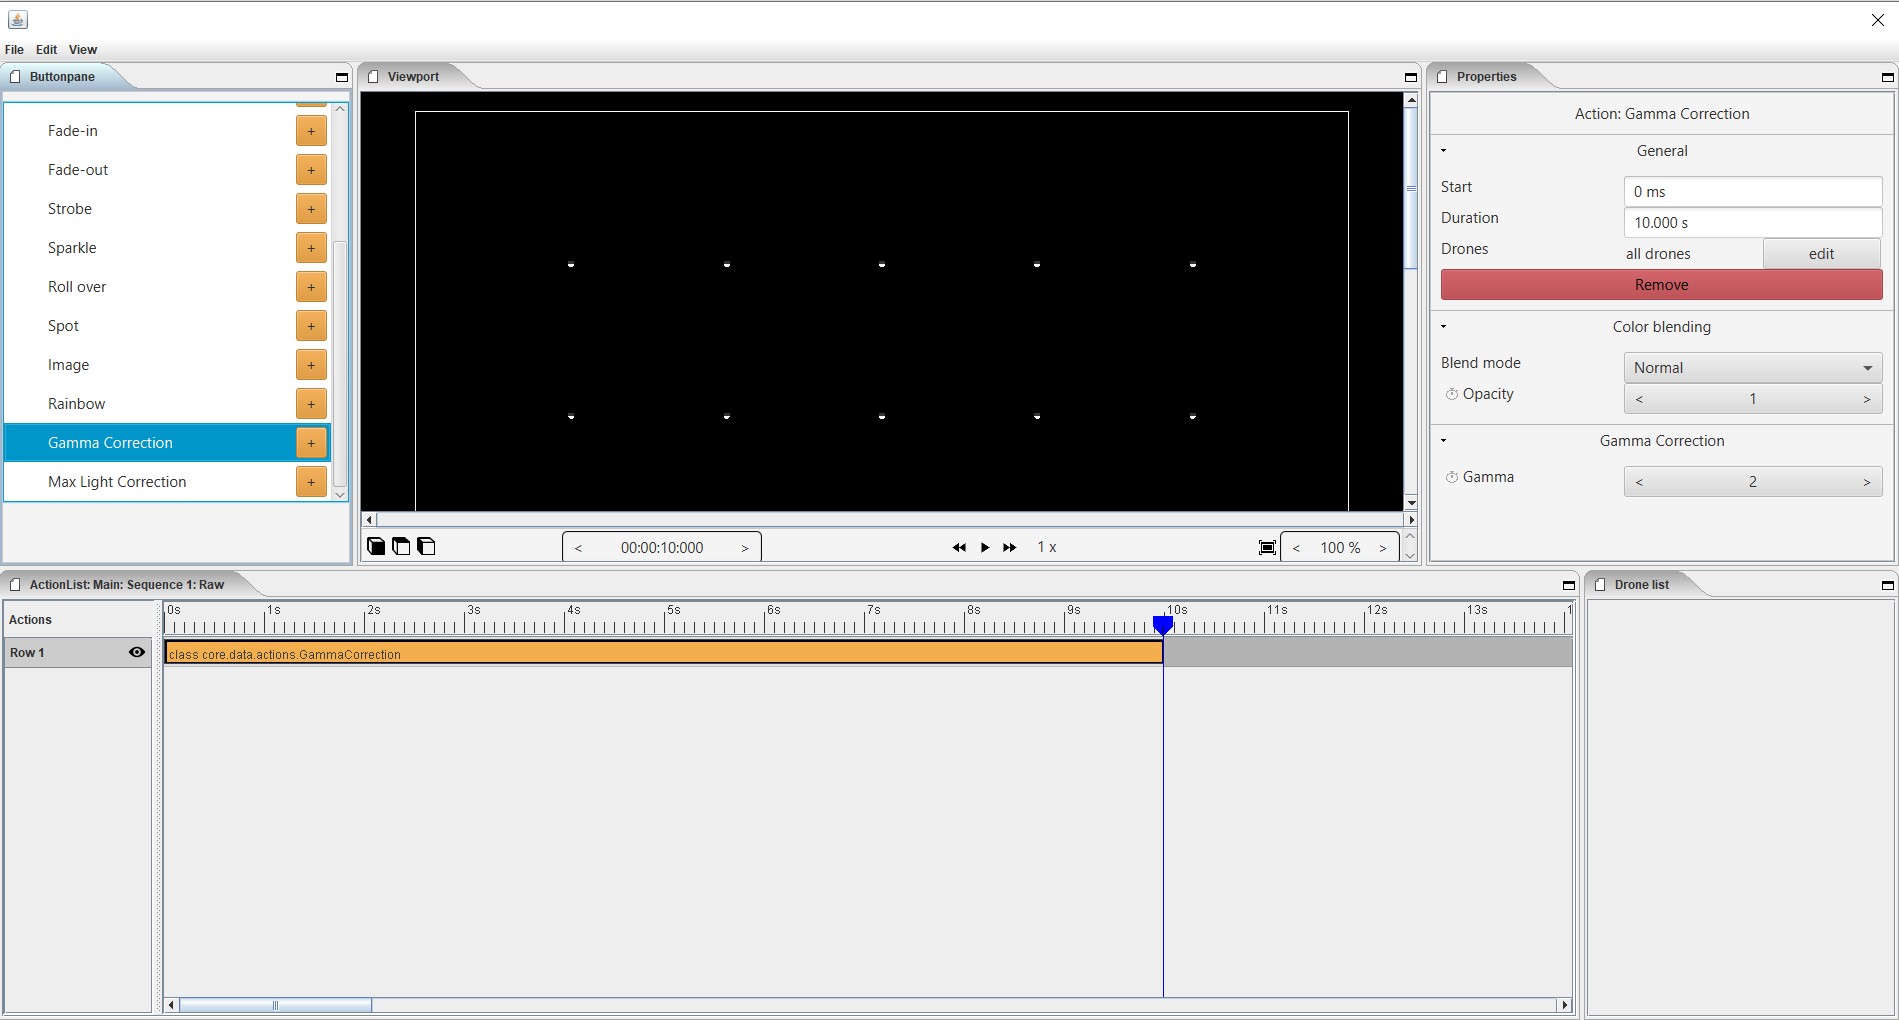 File Edit View
Buttonpane
Fade-in +
Fade-out +
Strobe +
Sparkle +
Roll over +
Spot +
Image +
Rainbow +
Gamma Correction +
Max Light Correction +
Viewport
< 00:00:10:000 >
1 x
< 100 % >
Properties
Action: Gamma Correction
General
Start 0 ms
Duration 10.000 s
Drones all drones edit
Remove
Color blending
Blend mode Normal
Opacity < 1 >
Gamma Correction
Gamma < 2 >
ActionList: Main: Sequence 1: Raw
Actions 0s 1s 2s 3s 4s 5s 6s 7s 8s 9s 10s 11s 12s 13s 1
Row 1 class core.data.actions.GammaCorrection
Drone list